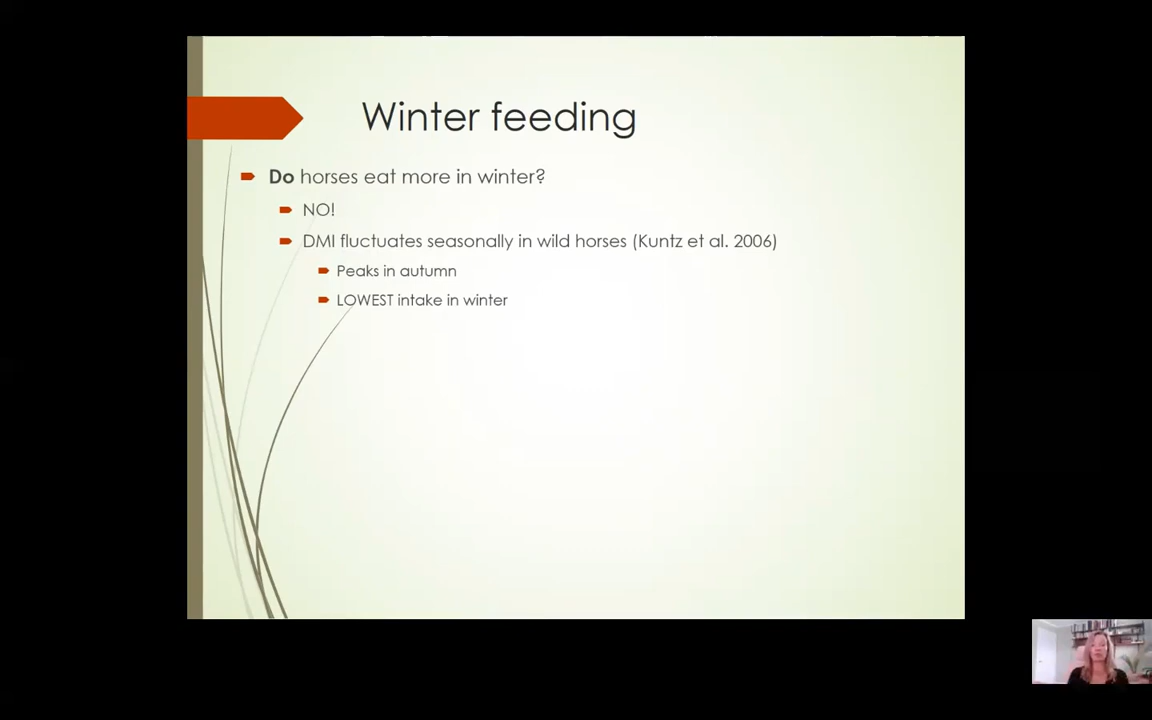 Winter feeding
Do horses eat more in winter?
NO!
DMI fluctuates seasonally in wild horses (Kuntz et al. 2006)
Peaks in autumn
LOWEST intake in winter